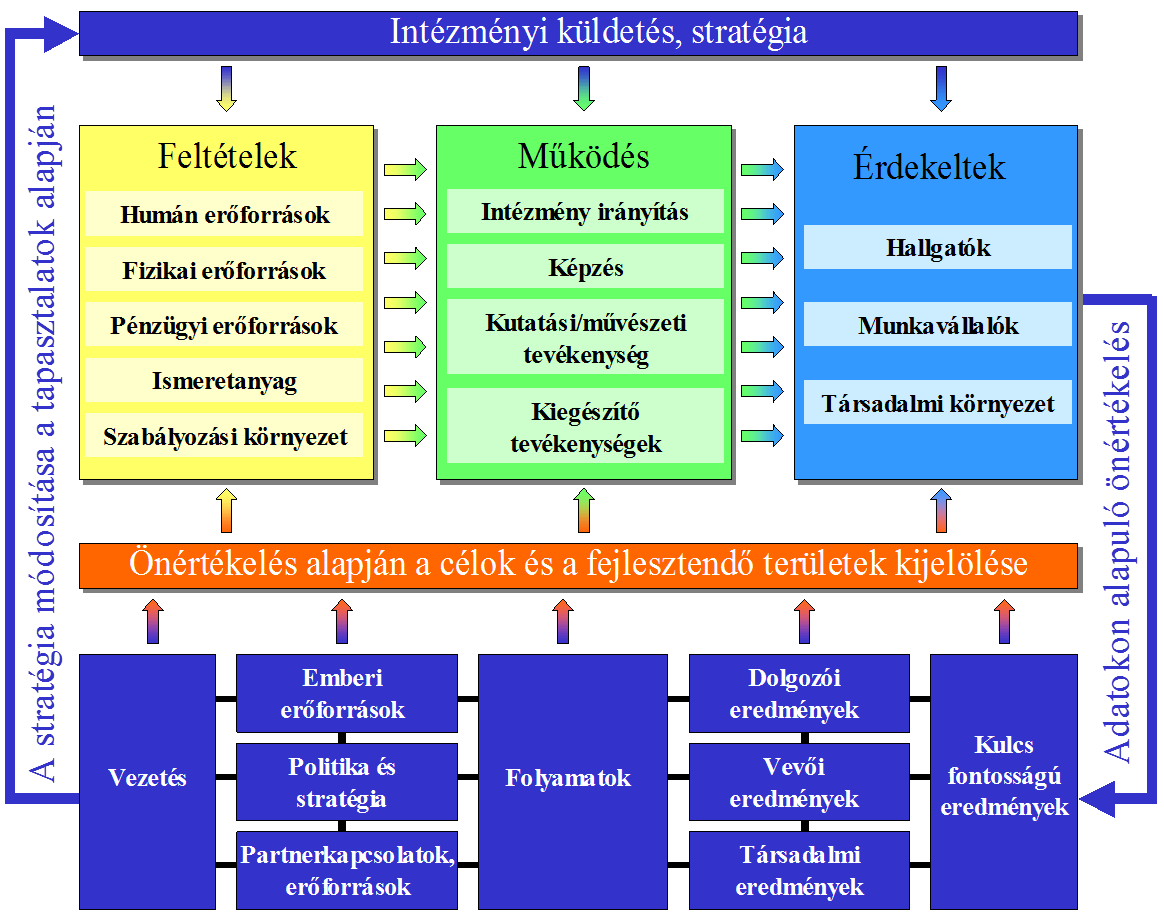 Intézményi küldetés, stratégia
A stratégia módosítása a tapasztalatok alapján
Feltételek
Humán erőforrások
Fizikai erőforrások
Pénzügyi erőforrások
Ismeretanyag
Szabályozási környezet
Működés
Intézmény irányítás
Képzés
Kutatási/művészeti
tevékenység
Kiegészítő
tevékenységek
Érdekeltek
Hallgatók
Munkavállalók
Társadalmi környezet
Adatokon alapuló önértékelés
Önértékelés alapján a célok és a fejlesztendő területek kijelölése
Vezetés
Emberi
erőforrások
Politika és
stratégia
Partnerkapcsolatok,
erőforrások
Folyamatok
Dolgozói
eredmények
Vevői
eredmények
Társadalmi
eredmények
Kulcs
fontosságú
eredmények